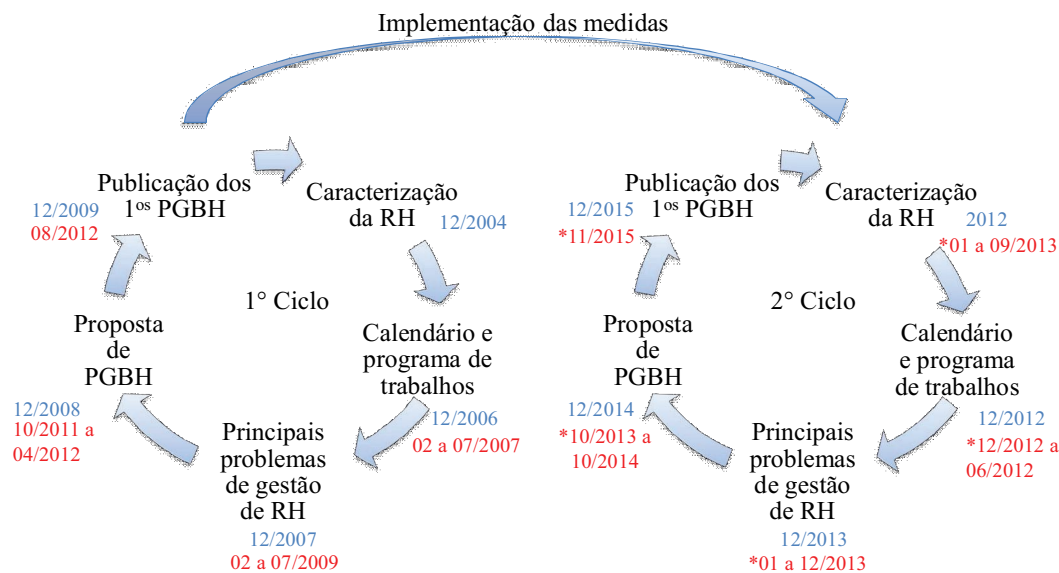 Implementação das medidas
Publicação dos
1ºs PGBH
12/2009
08/2012
Caracterização
da RH
12/2004
1° Ciclo
Calendário e
programa de
trabalhos
12/2006
02 a 07/2007
Principais
problemas
de gestão
de RH
12/2007
02 a 07/2009
Proposta
de
PGBH
12/2008
10/2011 a
04/2012
Publicação dos
1ºs PGBH
12/2015
*11/2015
Caracterização
da RH
2012
*01 a 09/2013
2° Ciclo
Calendário
e programa
de trabalhos
12/2012
*12/2012 a
06/2012
Principais
problemas
de gestão
de RH
12/2013
*01 a 12/2013
Proposta
de
PGBH
12/2014
*10/2013 a
10/2014